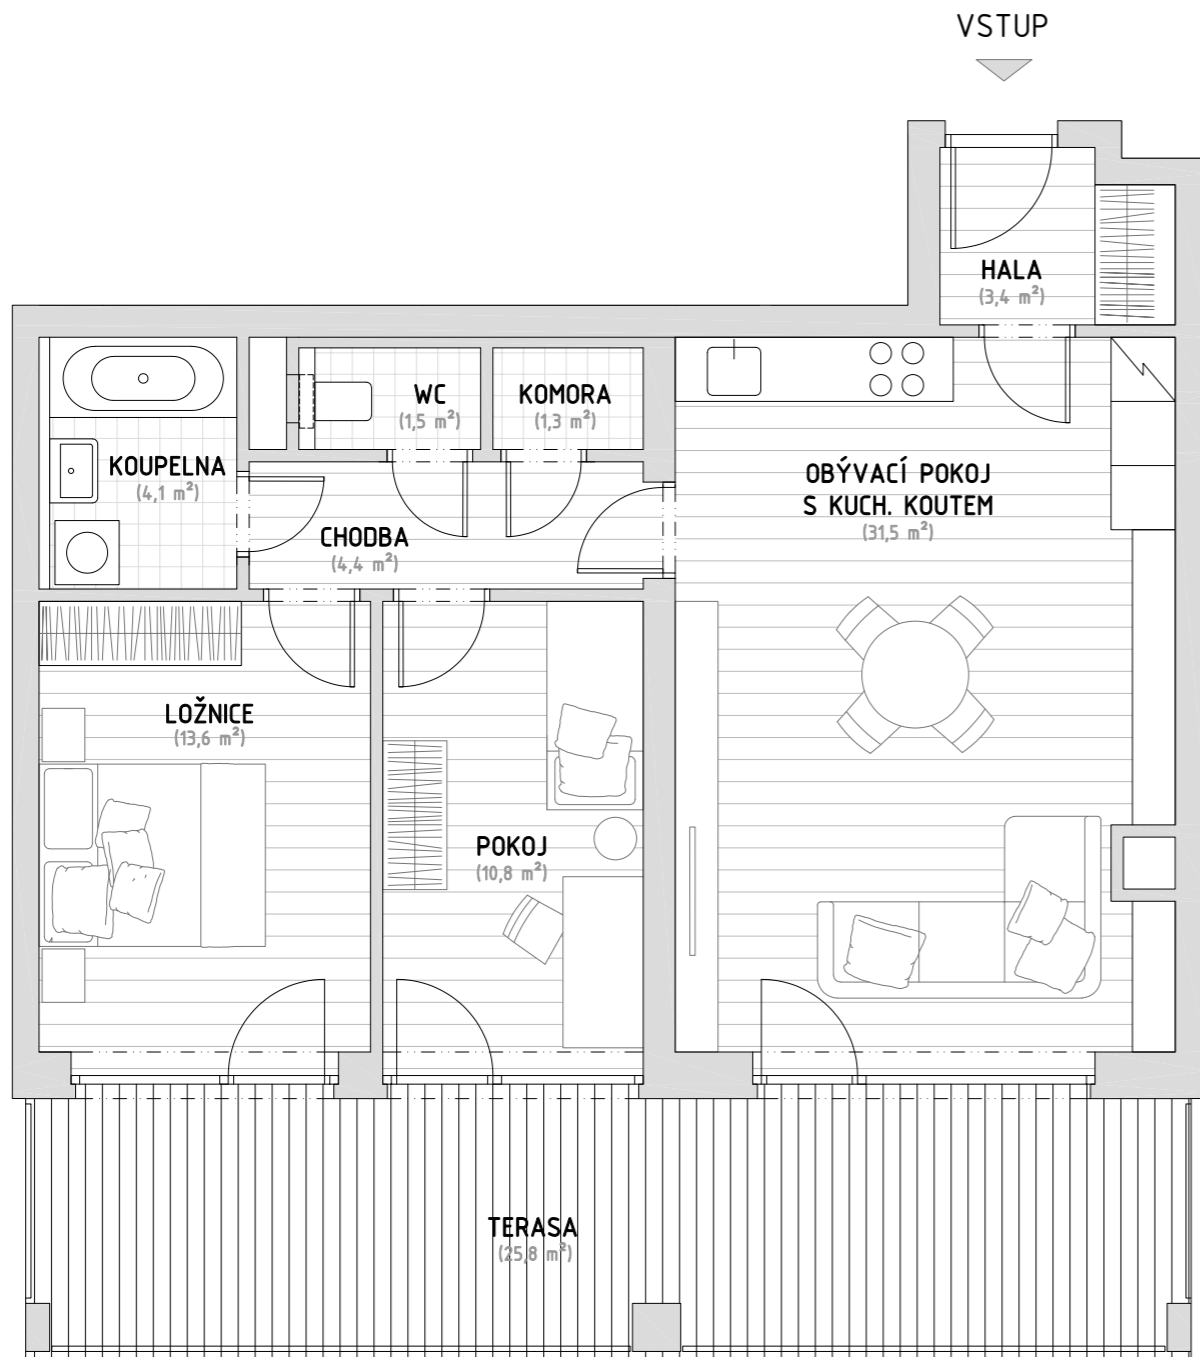 VSTUP
HALA
(3,4 m²)
WC
(1,5 m²)
KOMORA
(1,3 m²)
KOUPELNA
(4,1 m²)
OBÝVACÍ POKOJ
S KUCH. KOUTEM
(31,5 m²)
CHODBA
(4,4 m²)
LOŽNICE
(13,6 m²)
POKOJ
(10,8 m²)
TERASA
(25,8 m²)